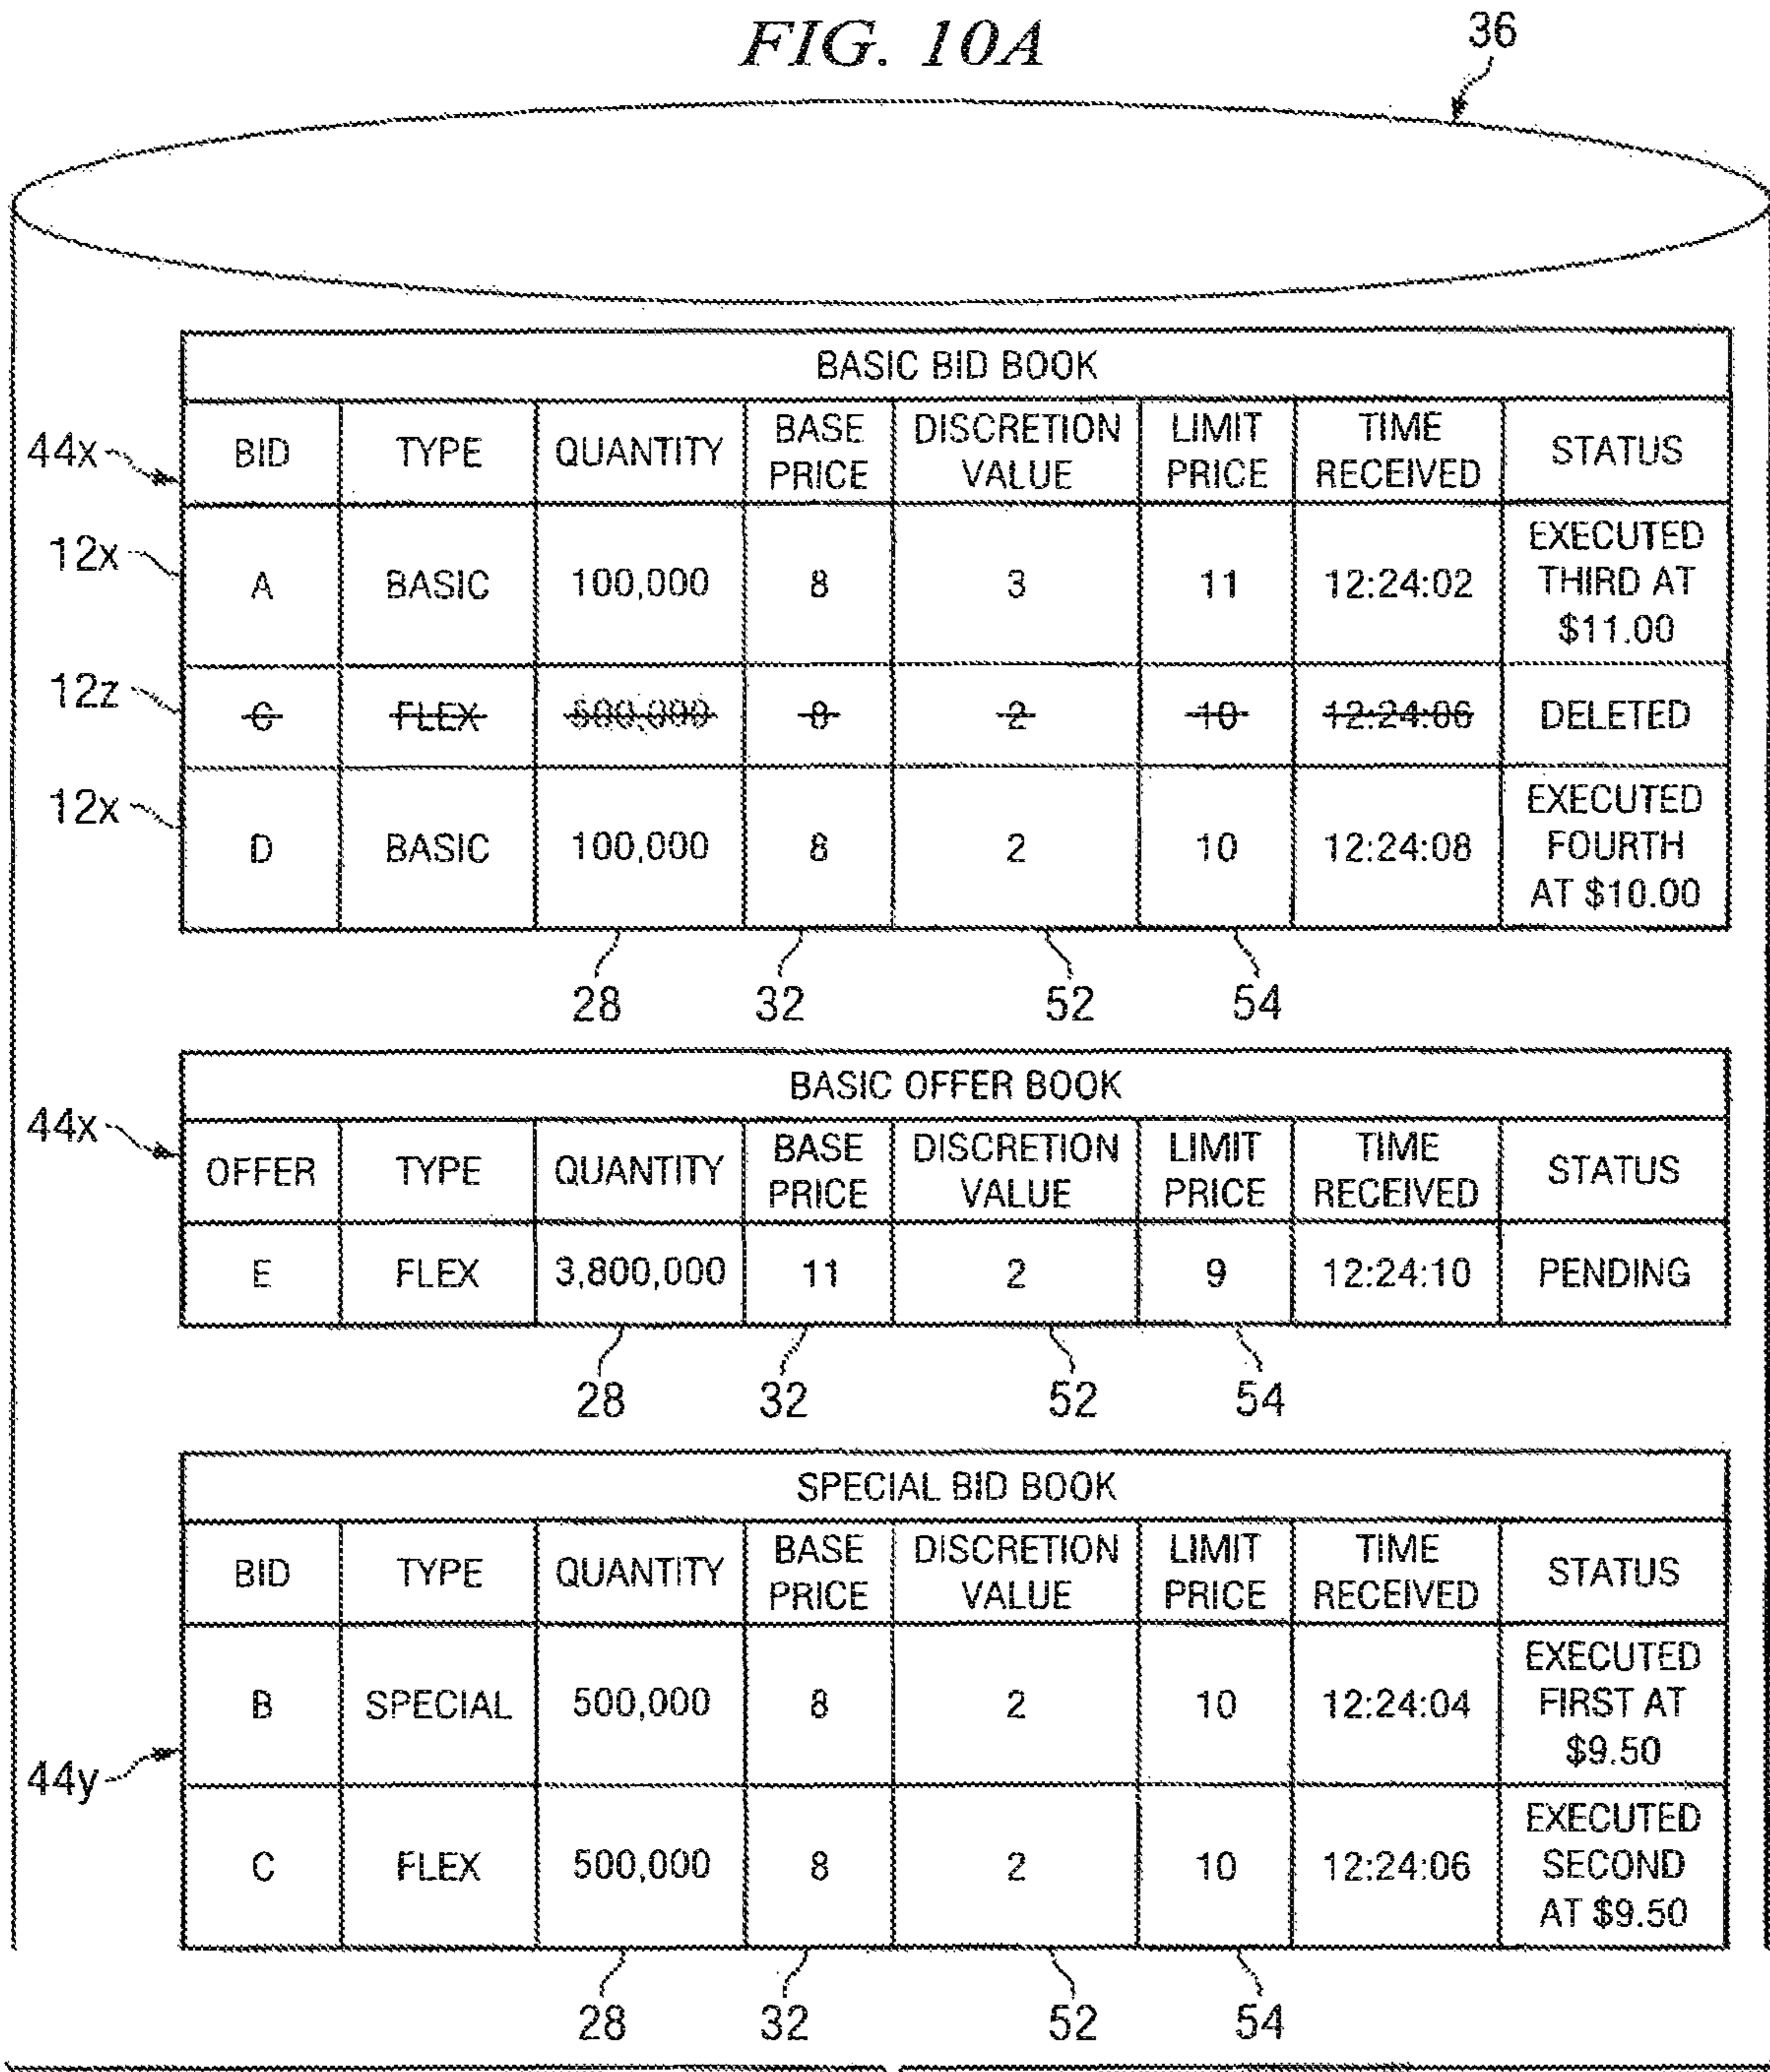 FIG. 10A
36
BASIC BID BOOK
44x
BID TYPE QUANTITY BASE PRICE DISCRETION VALUE LIMIT PRICE TIME RECEIVED STATUS
12x
A BASIC 100,000 8 3 11 12:24:02 EXECUTED THIRD AT $11.00
12z
C FLEX 500,000 8 2 10 12:24:06 DELETED
12x
D BASIC 100,000 8 2 10 12:24:08 EXECUTED FOURTH AT $10.00
28 32 52 54
BASIC OFFER BOOK
44x
OFFER TYPE QUANTITY BASE PRICE DISCRETION VALUE LIMIT PRICE TIME RECEIVED STATUS
E FLEX 3,800,000 11 2 9 12:24:10 PENDING
28 32 52 54
SPECIAL BID BOOK
BID TYPE QUANTITY BASE PRICE DISCRETION VALUE LIMIT PRICE TIME RECEIVED STATUS
B SPECIAL 500,000 8 2 10 12:24:04 EXECUTED FIRST AT $9.50
44y
C FLEX 500,000 8 2 10 12:24:06 EXECUTED SECOND AT $9.50
28 32 52 54